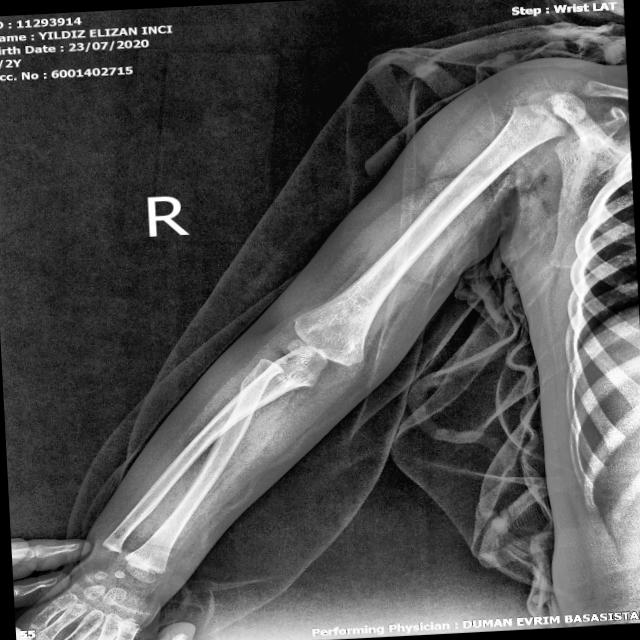 : 11293914
ame : YILDIZ ELIZAN INCI
irth Date : 23/07/2020
/2Y
cc. No : 6001402715
Step : Wrist LAT
R
55
Performing Physician : DUMAN EVRIM BASASISTA